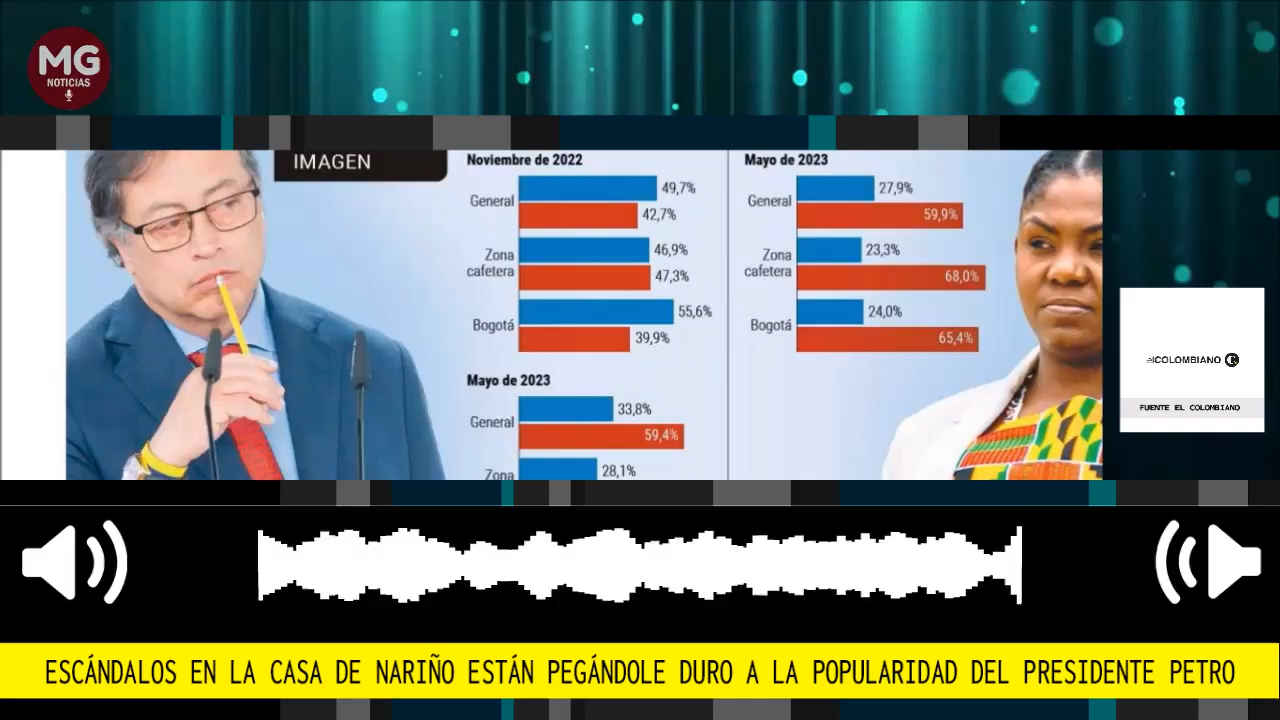 MG
NOTICIAS
IMAGEN
Noviembre de 2022
General
49,7%
42,7%
Zona
cafetera
46,9%
47,3%
Bogotá
55,6%
39,9%
Mayo de 2023
General
33,8%
59,4%
Zona
28,1%
Mayo de 2023
General
27,9%
59,9%
Zona
cafetera
23,3%
68,0%
Bogotá
24,0%
65,4%
elCOLOMBIANO
FUENTE EL COLOMBIANO
ESCÁNDALOS EN LA CASA DE NARIÑO ESTÁN PEGÁNDOLE DURO A LA POPULARIDAD DEL PRESIDENTE PETRO